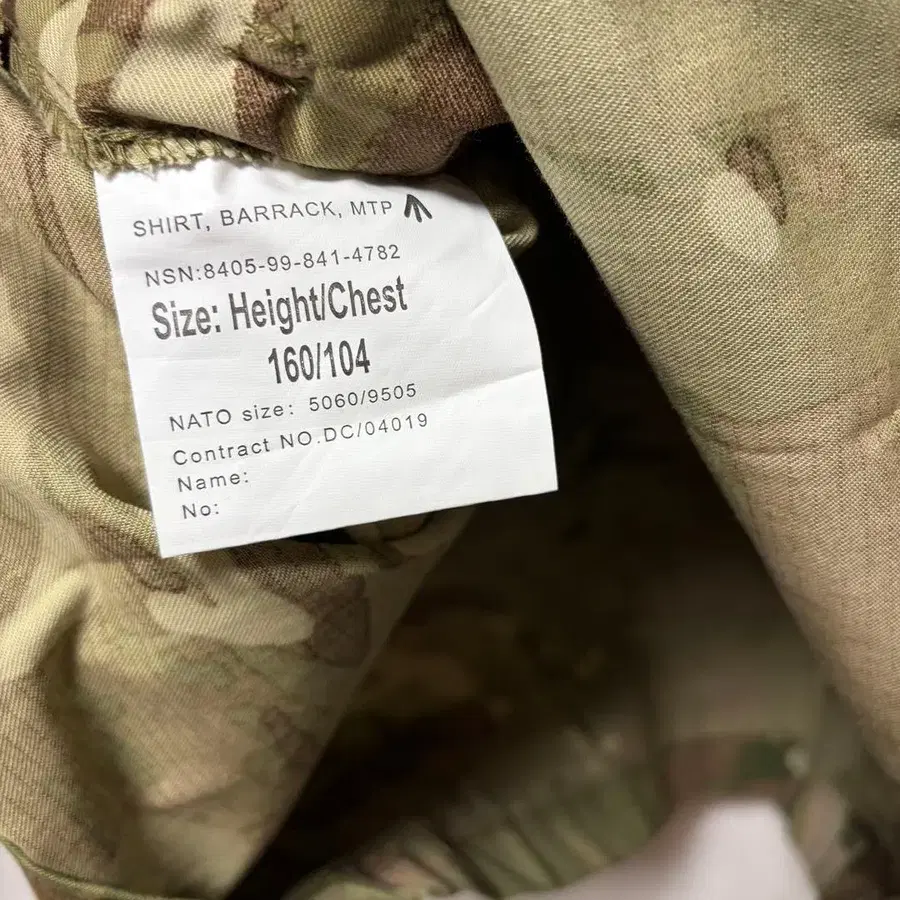 SHIRT, BARRACK, MTP
NSN:8405-99-841-4782
Size: Height/Chest
160/104
NATO size: 5060/9505
Contract NO.DC/04019
Name:
No: